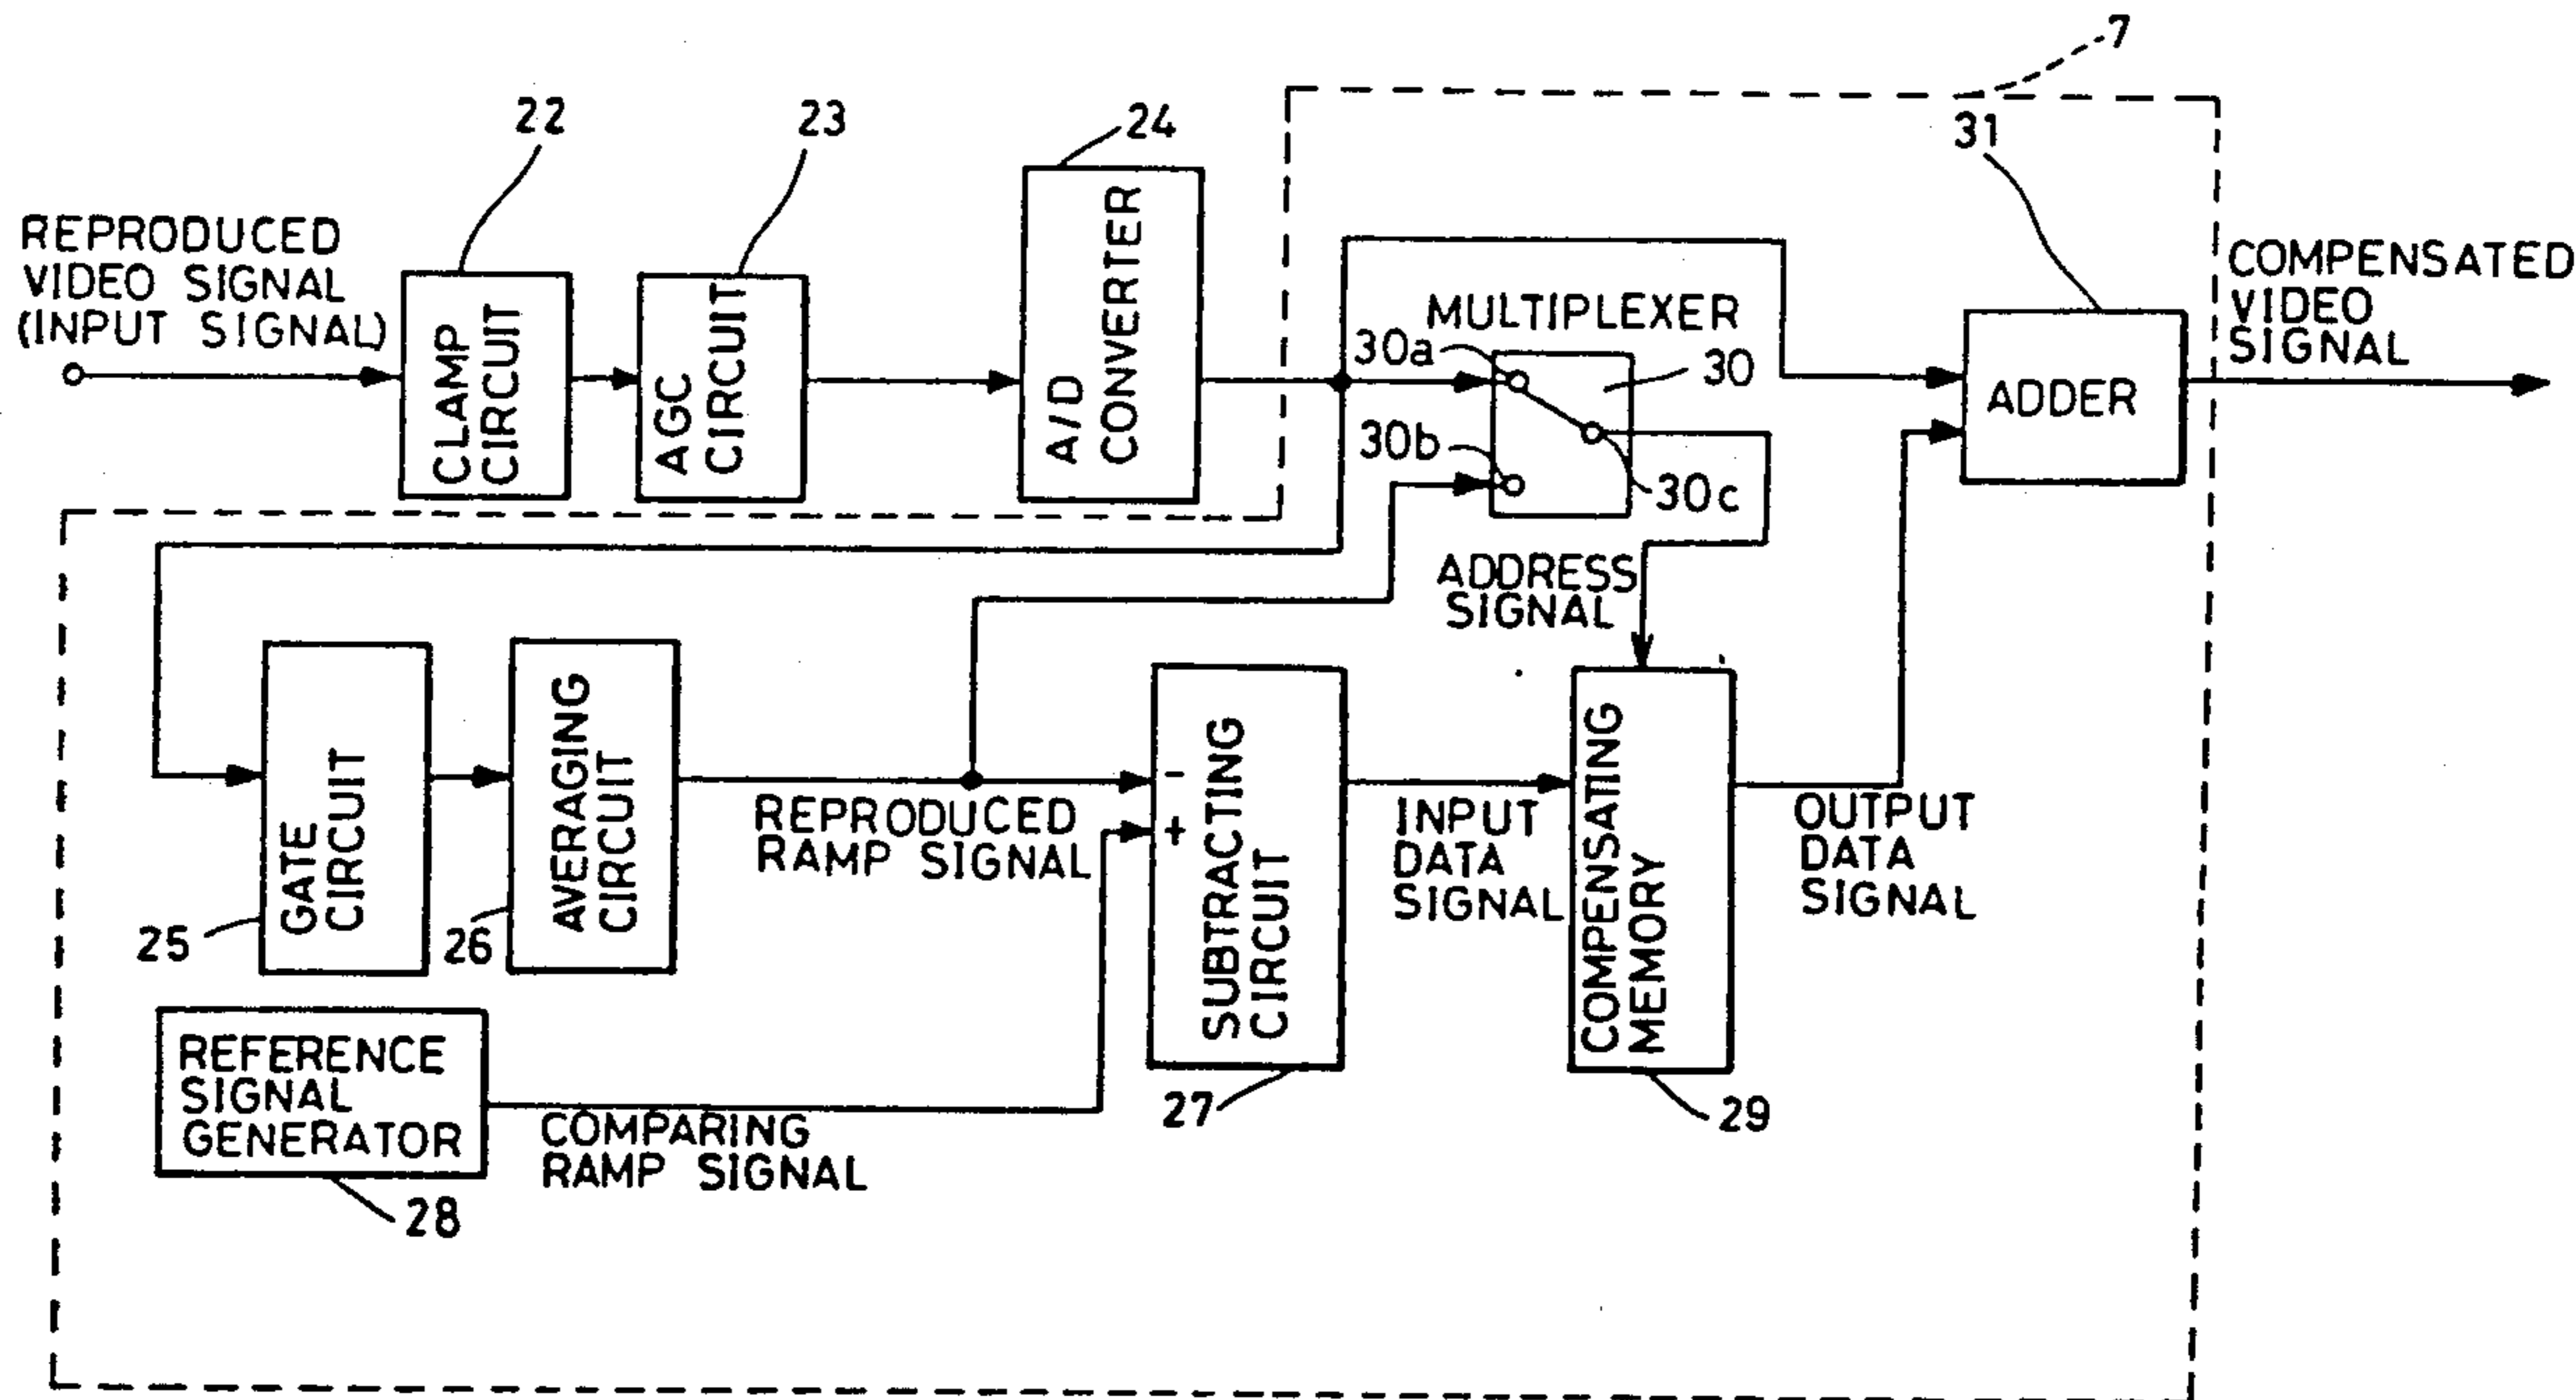 7
22
23
24
31
REPRODUCED
VIDEO SIGNAL
(INPUT SIGNAL)
CLAMP
CIRCUIT
AGC
CIRCUIT
A/D
CONVERTER
MULTIPLEXER
30a
30
30b
30c
ADDER
COMPENSATED
VIDEO
SIGNAL
ADDRESS
SIGNAL
GATE
CIRCUIT
25
AVERAGING
CIRCUIT
26
REPRODUCED
RAMP SIGNAL
-
+
SUBTRACTING
CIRCUIT
27
INPUT
DATA
SIGNAL
COMPENSATING
MEMORY
29
OUTPUT
DATA
SIGNAL
REFERENCE
SIGNAL
GENERATOR
28
COMPARING
RAMP SIGNAL